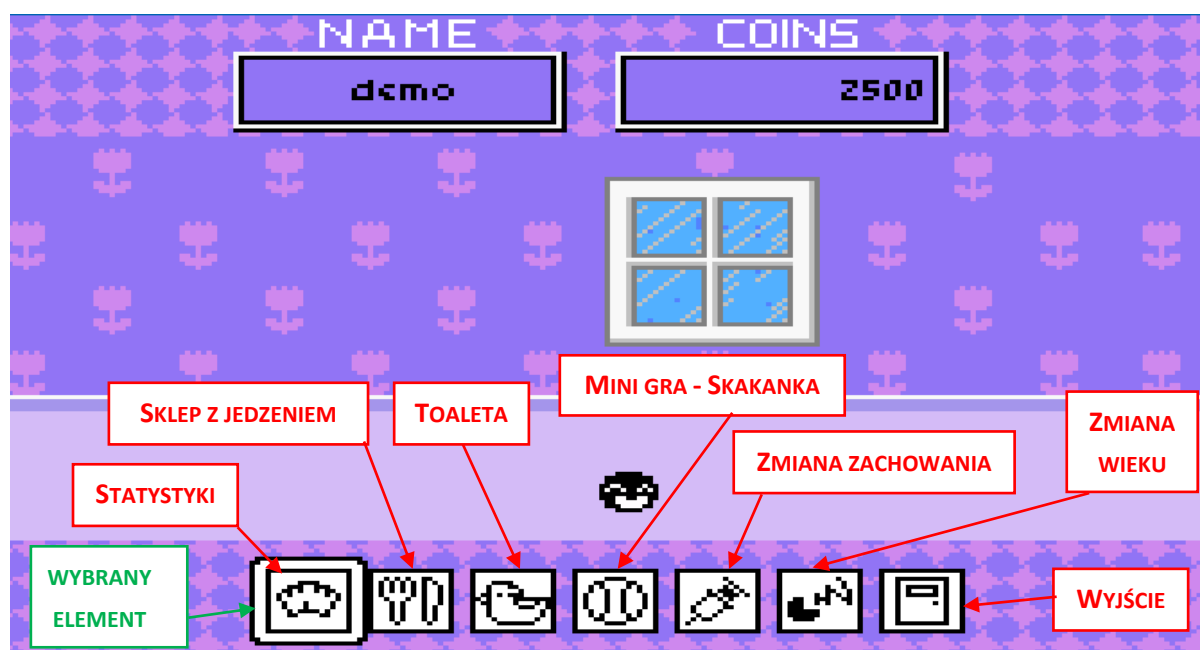 NAME COINS
demo 2500
MINI GRA - SKAKANKA
SKLEP Z JEDZENIEM
TOALETA
ZMIANA
WIEKU
ZMIANA ZACHOWANIA
STATYSTYKI
WYBRANY
ELEMENT
WYJŚCIE